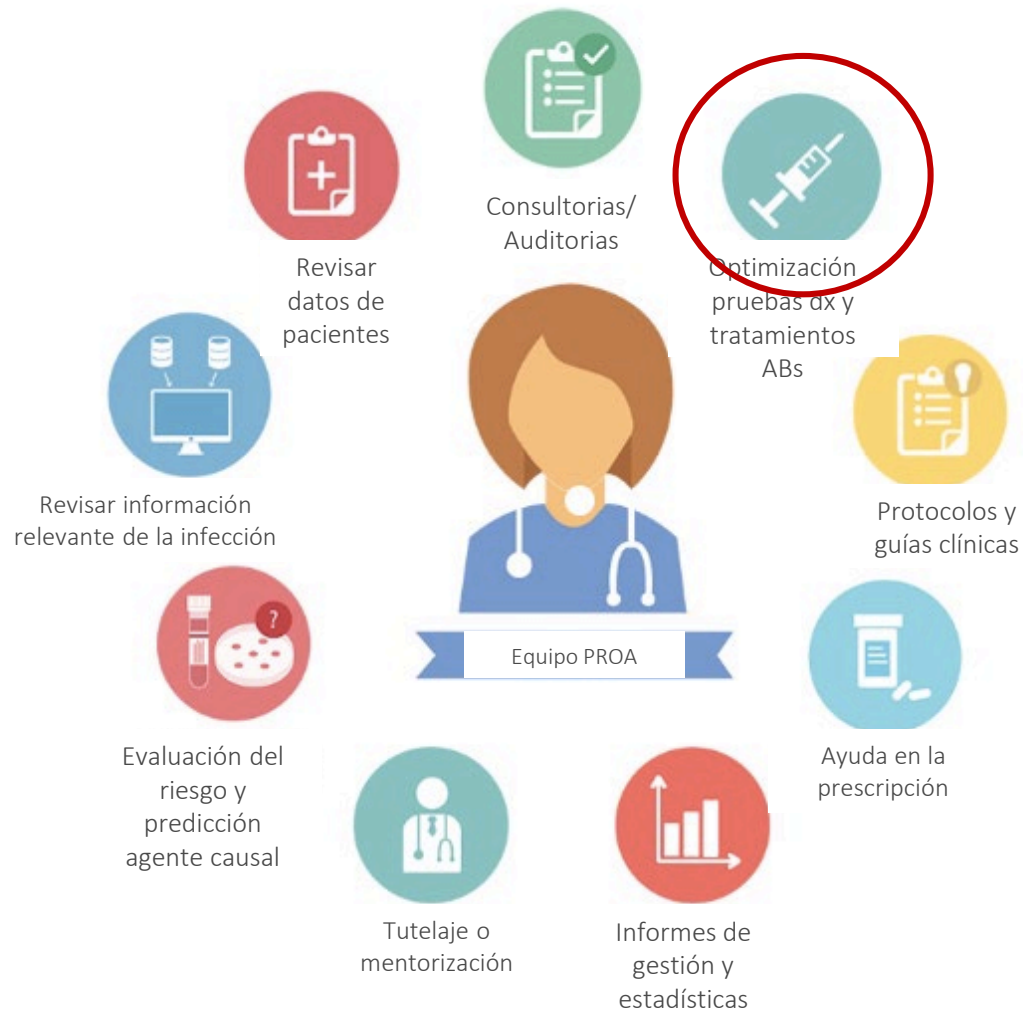 Consultorias/
Auditorias
Optimización
pruebas dx y
tratamientos
ABs
Revisar
datos de
pacientes
Protocolos y
guías clínicas
Revisar información
relevante de la infección
Equipo PROA
?
Ayuda en la
prescripción
Evaluación del
riesgo y
predicción
agente causal
Tutelaje o
mentorización
Informes de
gestión y
estadísticas